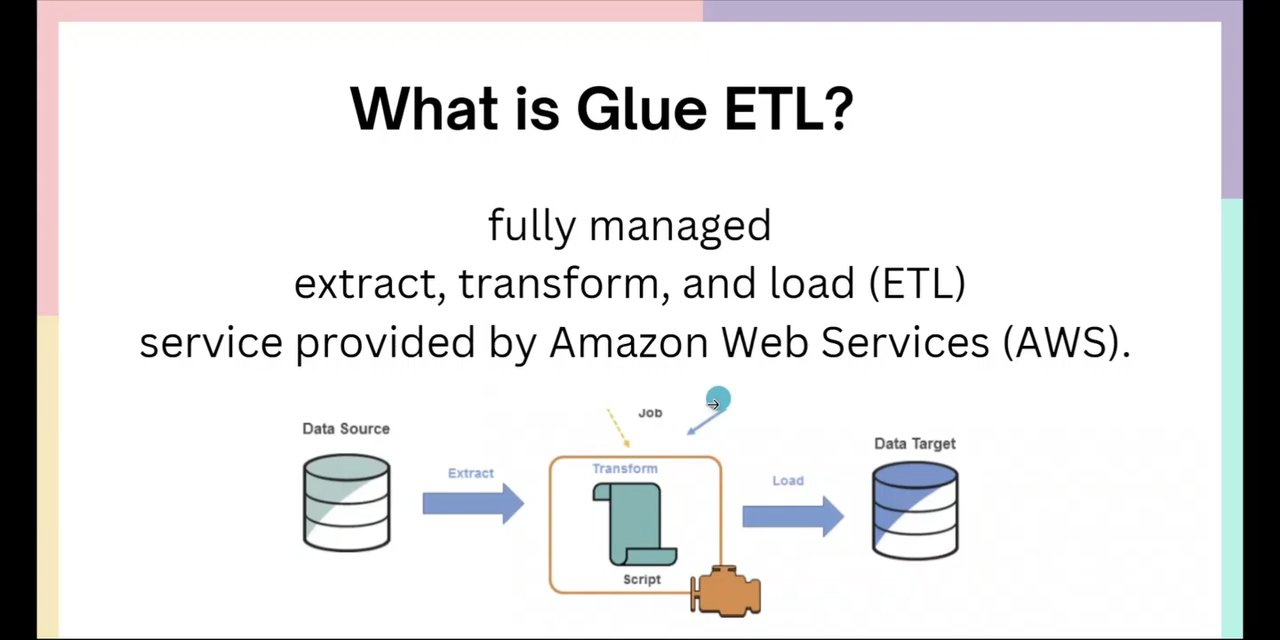 What is Glue ETL?
fully managed
extract, transform, and load (ETL)
service provided by Amazon Web Services (AWS).
Job
Data Source
Data Target
Extract
Transform
Load
Script